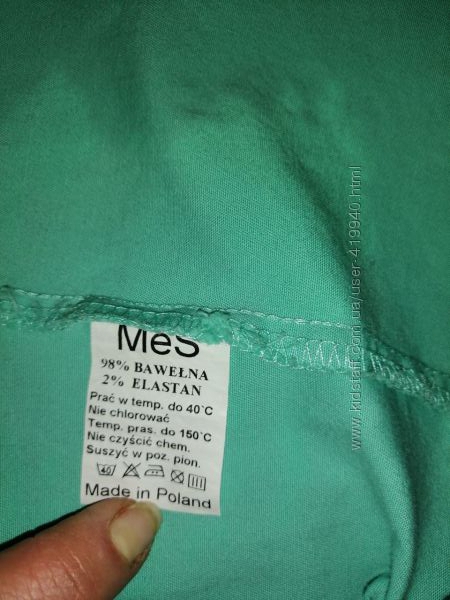 MeS
98% BAWEŁNA
2% ELASTAN
Prać w temp. do 40°C
Nie chlorować
Temp. pras. do 150°C
Nie czyścić chem.
Suszyć w poz. pion.
40
Made in Poland
www.kidstaff.com.ua/user-419940.html